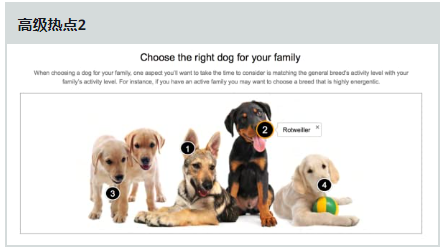 高级热点2
Choose the right dog for your family
When choosing a dog for your family, one aspect you'll want to take the time to consider is matching the general breed's activity level with your
family's activity level. For instance, if you have an active family you may want to choose a breed that is highly energentic.
1
2
Rotweiller ×
3
4